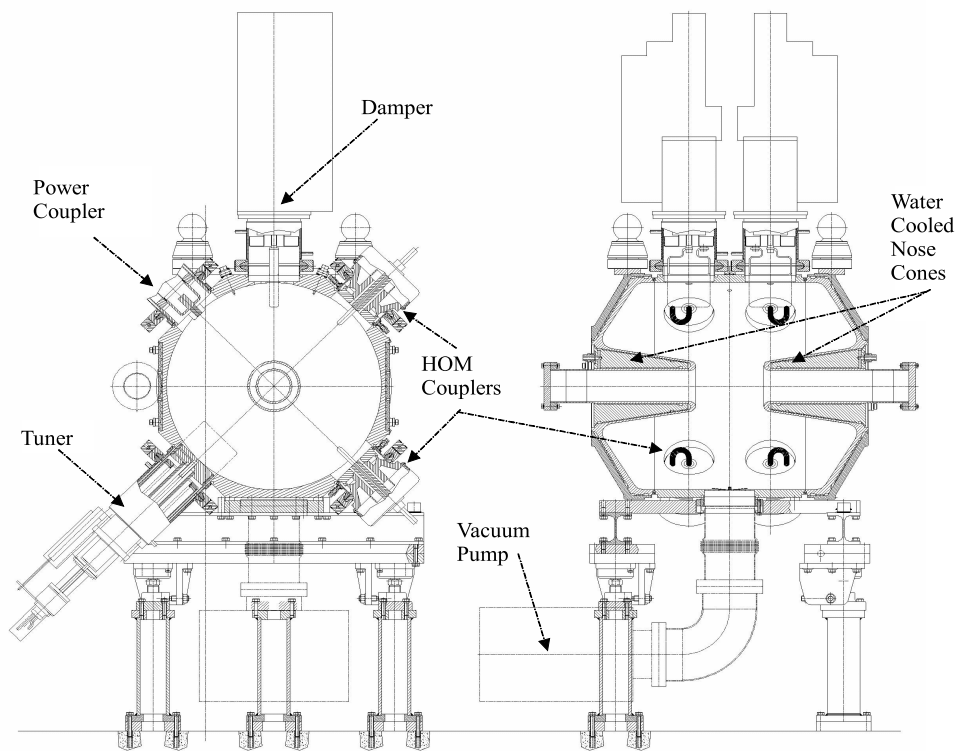 Damper
Power
Coupler
Water
Cooled
Nose
Cones
HOM
Couplers
Tuner
Vacuum
Pump